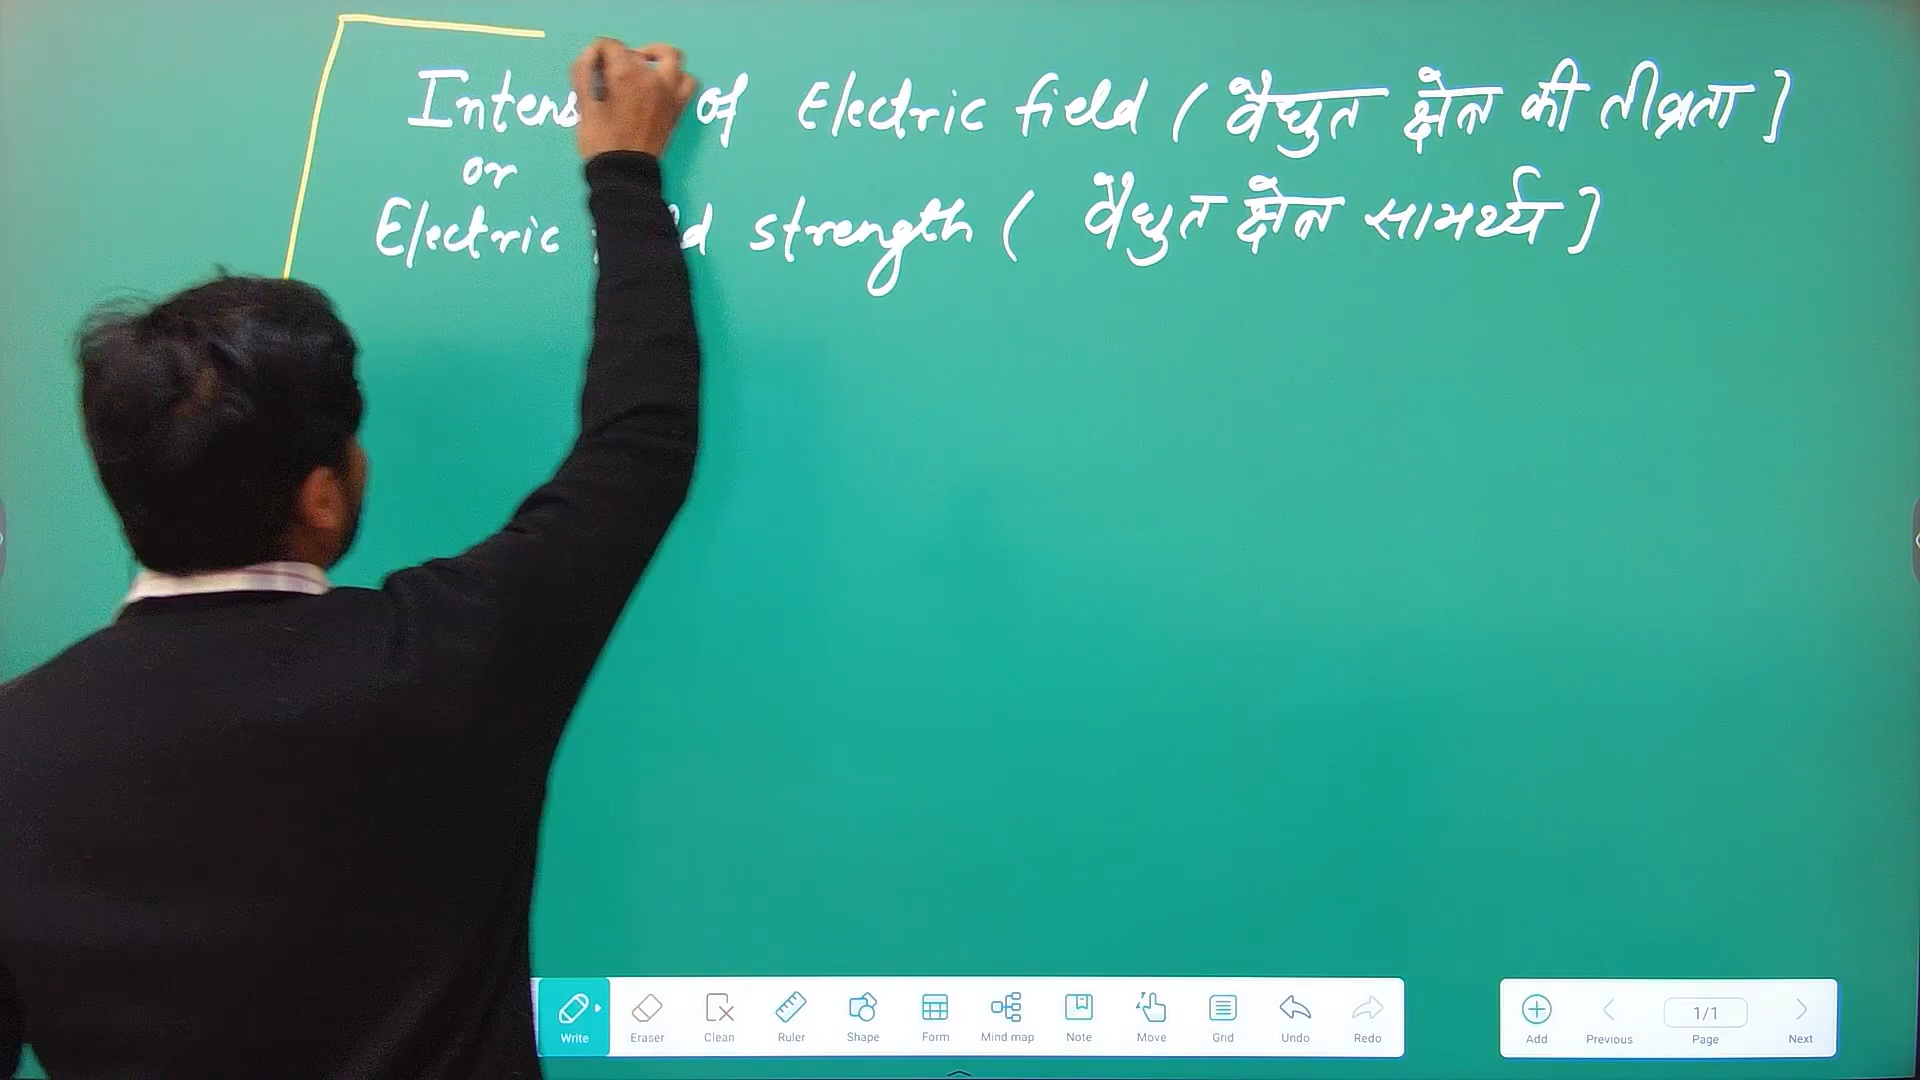 Intens of Electric field ( वैद्युत क्षेत्र की तीव्रता ]
or
Electric strength ( वैद्युत क्षेत्र सामर्थ्य ]
Write Eraser Clean Ruler Shape Form Mind map Note Move Grid Undo Redo
1/1
Add Previous Page Next